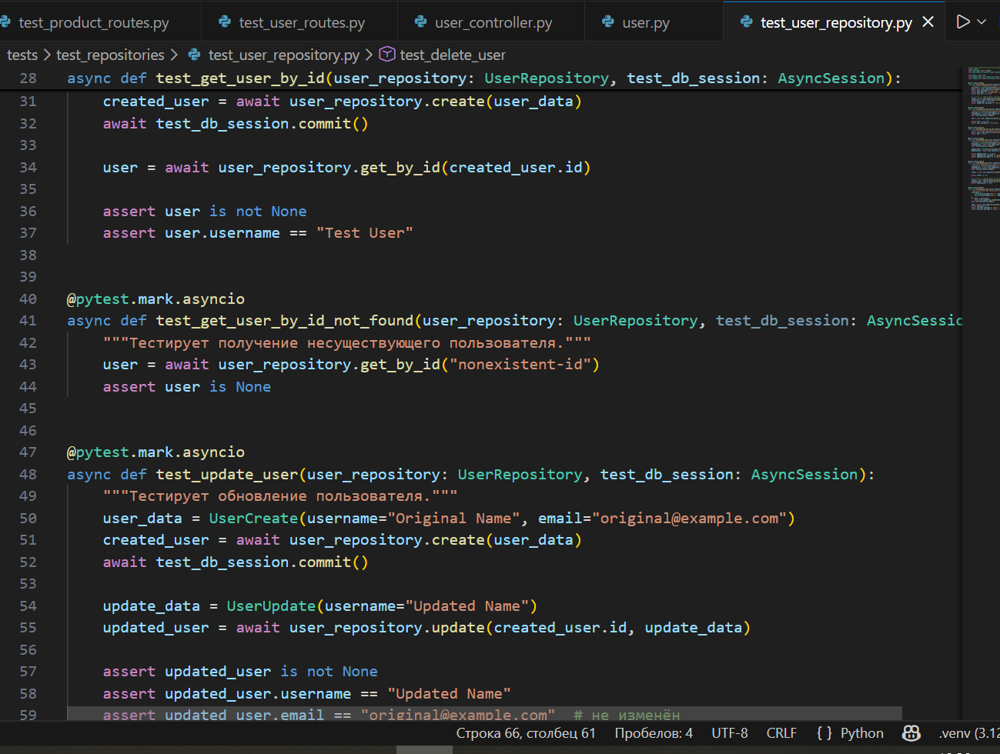 test_product_routes.py test_user_routes.py user_controller.py user.py test_user_repository.py
tests > test_repositories > test_user_repository.py > test_delete_user
28 async def test_get_user_by_id(user_repository: UserRepository, test_db_session: AsyncSession):
31 created_user = await user_repository.create(user_data)
32 await test_db_session.commit()
33
34 user = await user_repository.get_by_id(created_user.id)
35
36 assert user is not None
37 assert user.username == "Test User"
38
39
40 @pytest.mark.asyncio
41 async def test_get_user_by_id_not_found(user_repository: UserRepository, test_db_session: AsyncSessio
42 """Тестирует получение несуществующего пользователя."""
43 user = await user_repository.get_by_id("nonexistent-id")
44 assert user is None
45
46
47 @pytest.mark.asyncio
48 async def test_update_user(user_repository: UserRepository, test_db_session: AsyncSession):
49 """Тестирует обновление пользователя."""
50 user_data = UserCreate(username="Original Name", email="original@example.com")
51 created_user = await user_repository.create(user_data)
52 await test_db_session.commit()
53
54 update_data = UserUpdate(username="Updated Name")
55 updated_user = await user_repository.update(created_user.id, update_data)
56
57 assert updated_user is not None
58 assert updated_user.username == "Updated Name"
59 assert updated_user.email == "original@example.com" # не изменён
Строка 66, столбец 61 Пробелов: 4 UTF-8 CRLF { } Python .venv (3.12